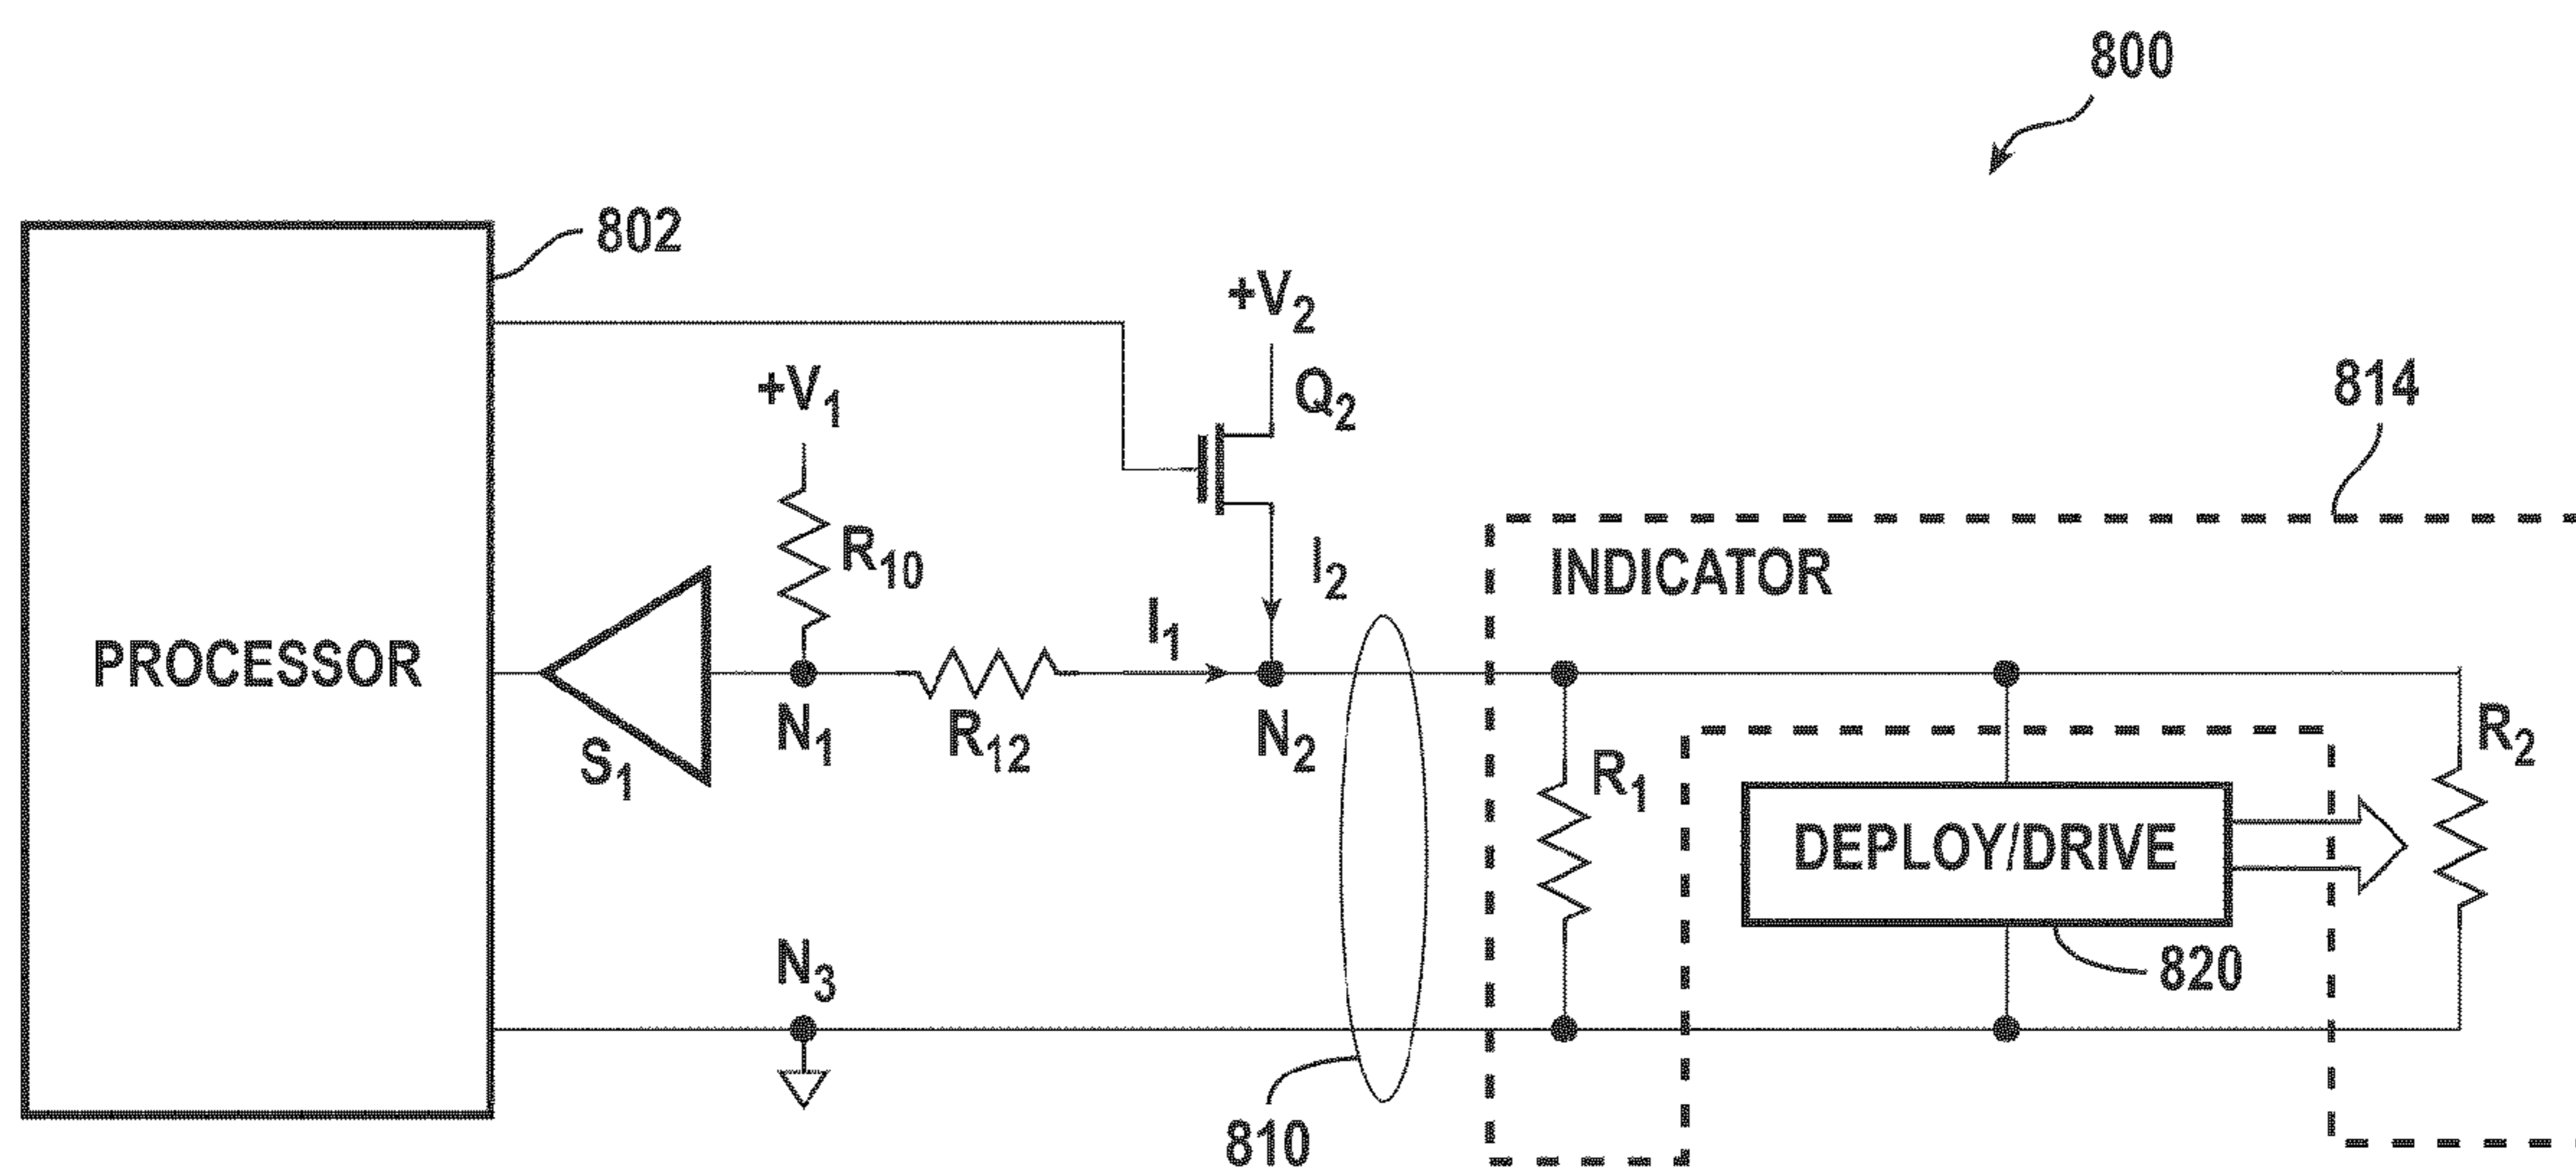 800
802
+V2
Q2
+V1
814
R10
I2
INDICATOR
I1
PROCESSOR
S1
N1
R12
N2
R1
R2
DEPLOY/DRIVE
N3
820
810